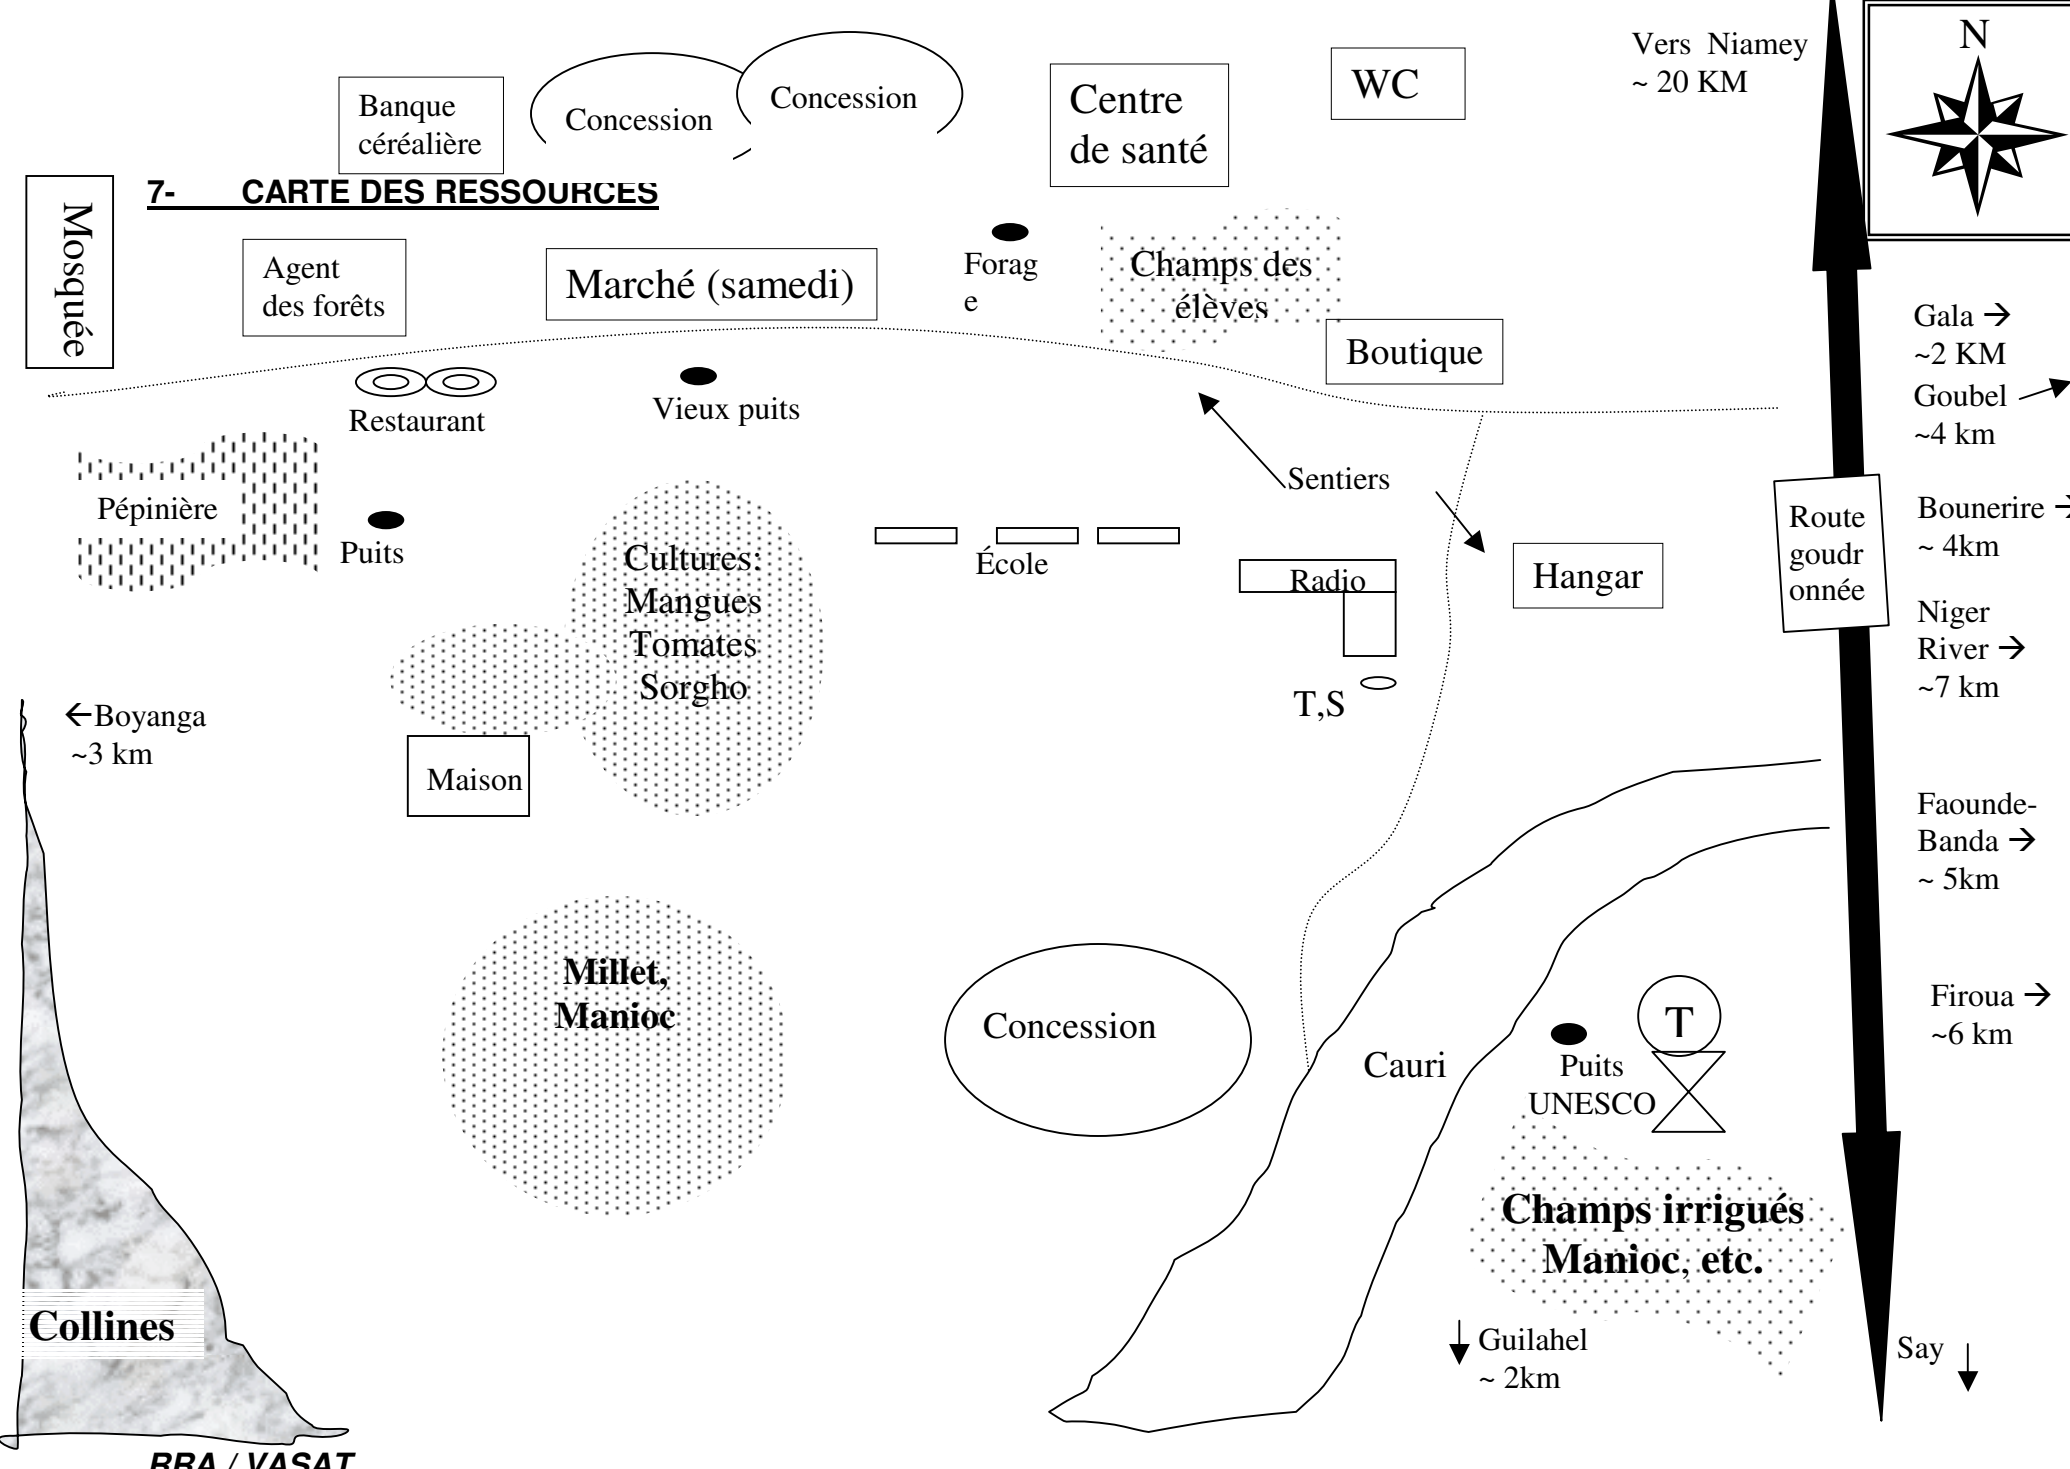 N
Vers  Niamey
~ 20 KM
WC
Banque
céréalière
Concession
Concession
Centre
de santé
7-      CARTE DES RESSOURCES
Mosquée
Agent
des forêts
Marché (samedi)
Forag
e
Champs des
élèves
Boutique
Gala →
~2 KM
Goubel
~4 km
Restaurant
Vieux puits
Sentiers
Pépinière
Puits
Cultures:
Mangues
Tomates
Sorgho
École
Radio
Hangar
Route
goudr
onnée
Bounerire →
~ 4km
Niger
River →
~7 km
T,S
←Boyanga
~3 km
Maison
Faounde-
Banda →
~ 5km
Millet,
Manioc
Concession
Cauri
T
Puits
UNESCO
Firoua →
~6 km
Champs irrigués
Manioc, etc.
Collines
Guilahel
~ 2km
Say
RRA / VASAT